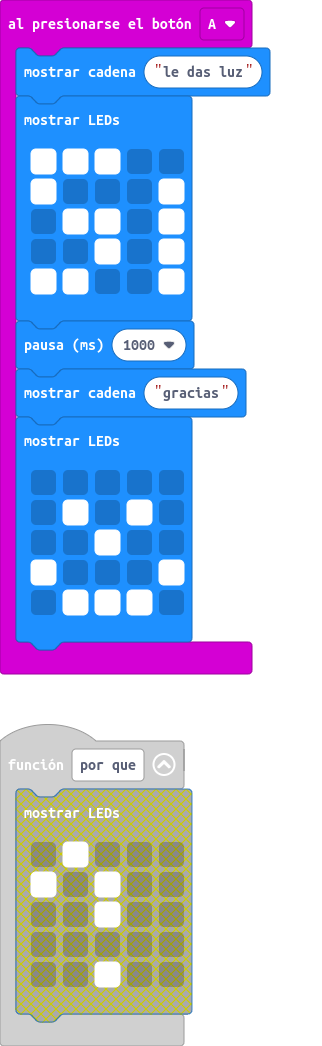 al presionarse el botón A
mostrar cadena "le das luz"
mostrar LEDs
pausa (ms) 1000
mostrar cadena "gracias"
mostrar LEDs
función por que
mostrar LEDs